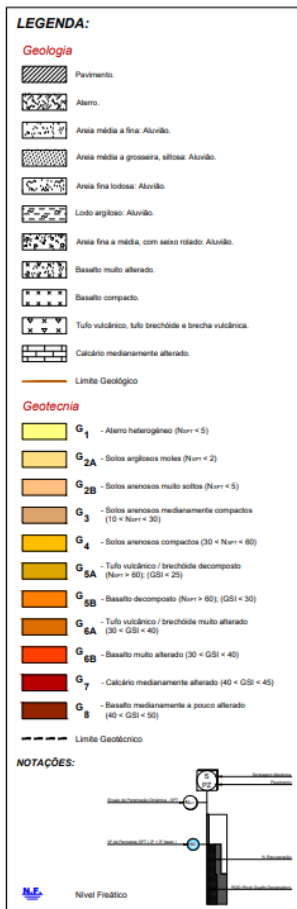 LEGENDA:
Geologia
Pavimento.
Aterro.
Areia média a fina: Aluvião.
Areia média a grosseira, siltosa: Aluvião.
Areia fina lodosa: Aluvião.
Lodo argiloso: Aluvião.
Areia fina a média, com seixo rolado: Aluvião.
Basalto muito alterado.
Basalto compacto.
Tufo vulcânico, tufo brechóide e brecha vulcânica.
Calcário medianamente alterado.
Limite Geológico
Geotecnia
G1 - Aterro heterogéneo (NSPT < 5)
G2A - Solos argilosos moles (NSPT < 2)
G2B - Solos arenosos muito soltos (NSPT < 5)
G3 - Solos arenosos medianamente compactos
(10 < NSPT < 30)
G4 - Solos arenosos compactos (30 < NSPT < 60)
G5A - Tufo vulcânico / brechóide decomposto
(NSPT > 60); (GSI < 25)
G5B - Basalto decomposto (NSPT > 60); (GSI < 30)
G6A - Tufo vulcânico / brechóide muito alterado
(30 < GSI < 40)
G6B - Basalto muito alterado (30 < GSI < 40)
G7 - Calcário medianamente alterado (40 < GSI < 45)
G8 - Basalto medianamente a pouco alterado
(40 < GSI < 50)
Limite Geotécnico
NOTAÇÕES:
S
PZ
Sondagem Mecânica
% Recuperação
N.F. Nível Freático